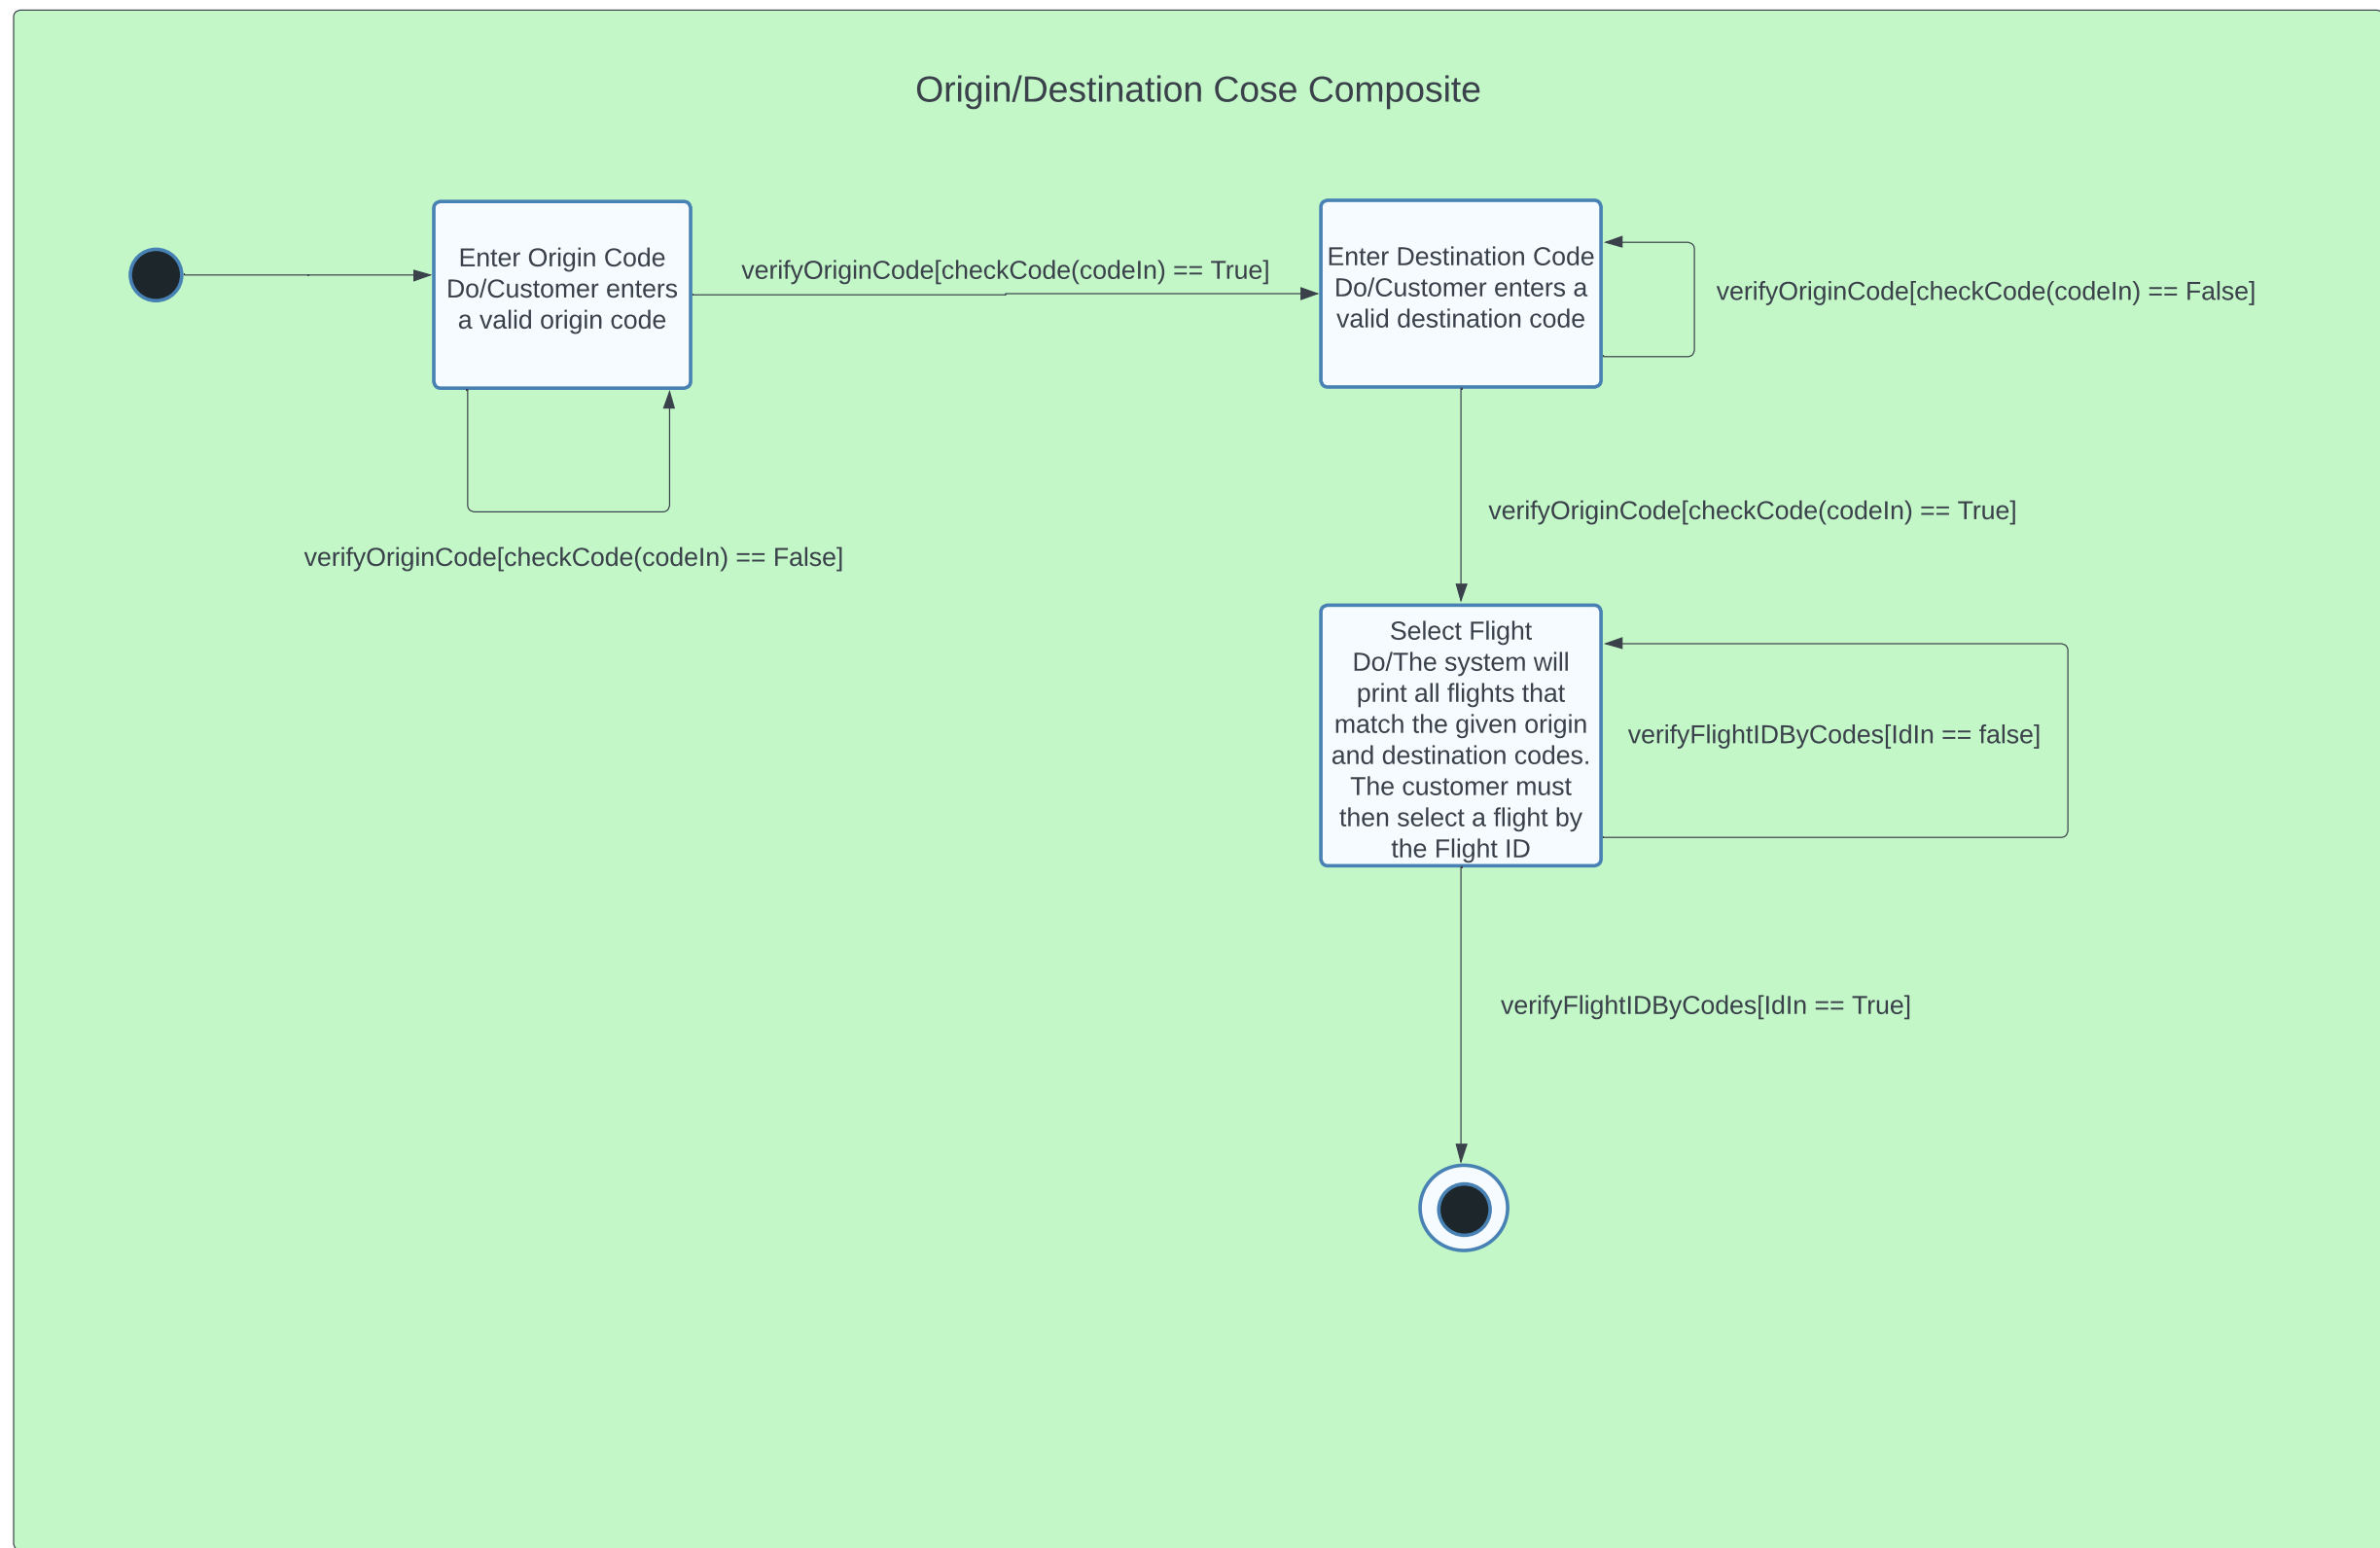 Origin/Destination Cose Composite
Enter Origin Code
Do/Customer enters
a valid origin code
verifyOriginCode[checkCode(codeIn) == True]
Enter Destination Code
Do/Customer enters a
valid destination code
verifyOriginCode[checkCode(codeIn) == False]
verifyOriginCode[checkCode(codeIn) == False]
verifyOriginCode[checkCode(codeIn) == True]
Select Flight
Do/The system will
print all flights that
match the given origin
and destination codes.
The customer must
then select a flight by
the Flight ID
verifyFlightIDByCodes[IdIn == false]
verifyFlightIDByCodes[IdIn == True]